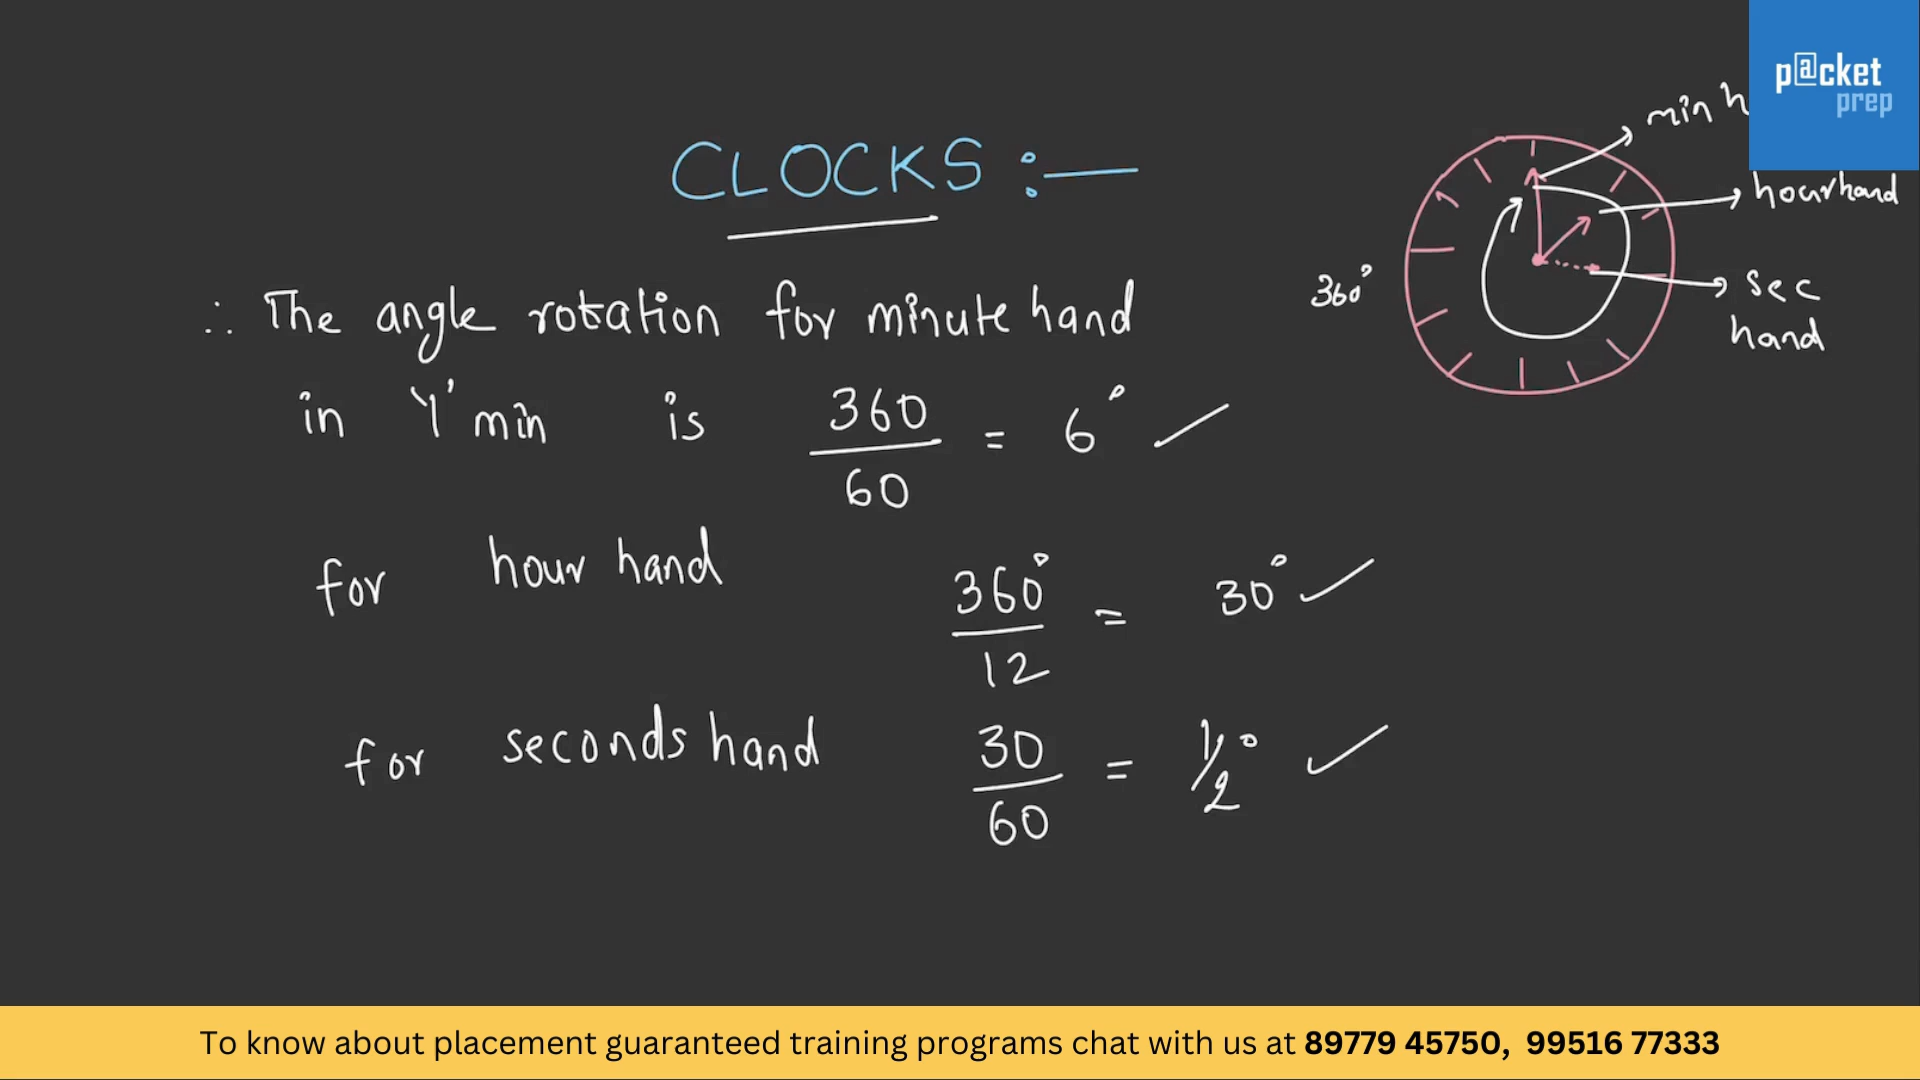 p@cket
prep
min h
CLOCKS :—
hour hand
360°
sec
hand
∴ The angle rotation for minute hand
in '1' min is 360/60 = 6° ✓
for hour hand 360°/12 = 30° ✓
for seconds hand 30/60 = 1/2° ✓
To know about placement guaranteed training programs chat with us at 89779 45750, 99516 77333